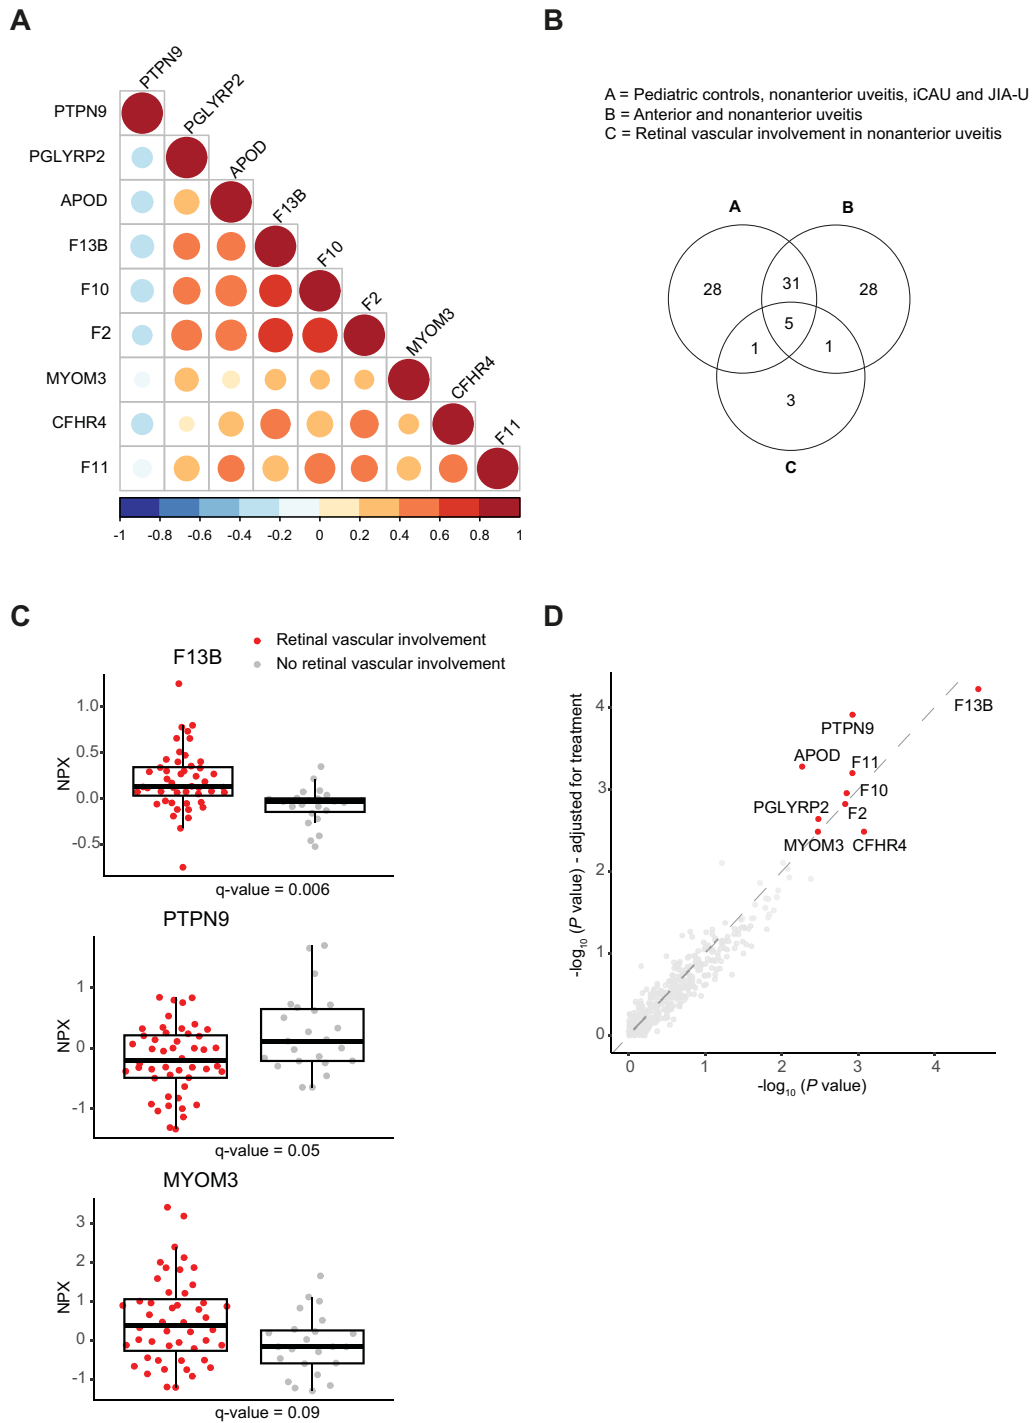 A
PTPN9
PGLYRP2
APOD
F13B
F10
F2
MYOM3
CFHR4
F11
PTPN9
PGLYRP2
APOD
F13B
F10
F2
MYOM3
CFHR4
F11
-1 -0.8 -0.6 -0.4 -0.2 0 0.2 0.4 0.6 0.8 1
B
A = Pediatric controls, nonanterior uveitis, iCAU and JIA-U
B = Anterior and nonanterior uveitis
C = Retinal vascular involvement in nonanterior uveitis
A B
28 31 28
5
1 1
3
C
C
Retinal vascular involvement
No retinal vascular involvement
F13B
NPX
1.0
0.5
0.0
-0.5
q-value = 0.006
PTPN9
NPX
1
0
-1
q-value = 0.05
MYOM3
NPX
3
2
1
0
-1
q-value = 0.09
D
-log10 (P value) - adjusted for treatment
4
3
2
1
0
F13B
PTPN9
APOD
F11
F10
PGLYRP2
F2
MYOM3
CFHR4
0 1 2 3 4
-log10 (P value)